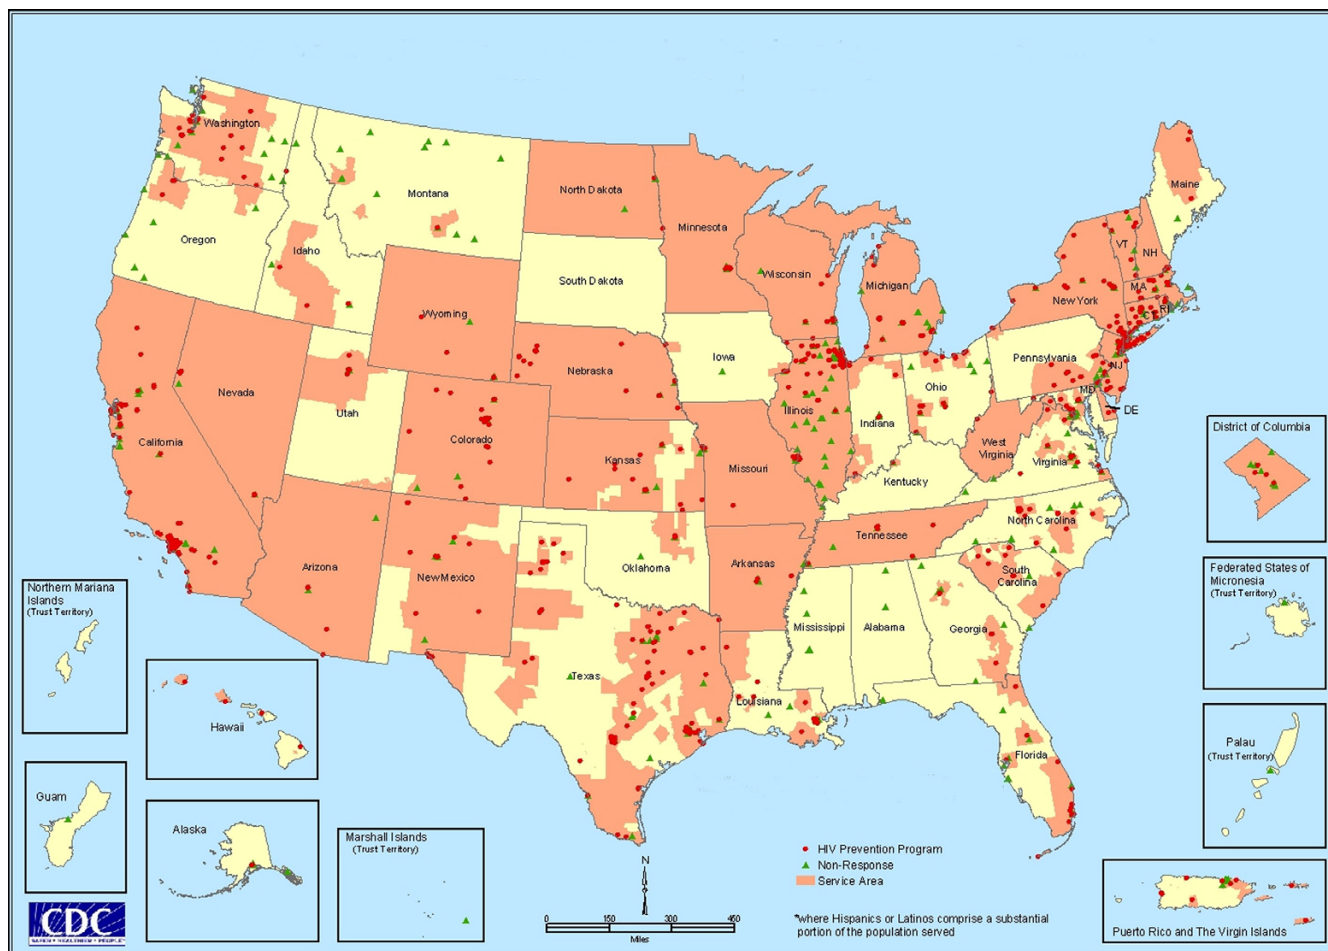 Washington
Montana
North Dakota
Minnesota
Maine
Oregon
Idaho
South Dakota
Wisconsin
Michigan
VT
NH
New York
MA
CT
RI
Wyoming
Iowa
Pennsylvania
NJ
Nebraska
Ohio
MD
DE
Nevada
Utah
Illinois
Indiana
California
Colorado
Kansas
Missouri
West
Virginia
Virginia
Kentucky
District of Columbia
Arizona
New Mexico
Oklahoma
Arkansas
Tennessee
North Carolina
South
Carolina
Mississippi
Alabama
Georgia
Texas
Louisiana
Florida
Northern Mariana
Islands
(Trust Territory)
Federated States of
Micronesia
(Trust Territory)
Hawaii
Palau
(Trust Territory)
Guam
Alaska
Marshall Islands
(Trust Territory)
N
HIV Prevention Program
Non-Response
Service Area
0 150 300 450
Miles
*where Hispanics or Latinos comprise a substantial
portion of the population served
Puerto Rico and The Virgin Islands
CDC
SAFER • HEALTHIER • PEOPLE™